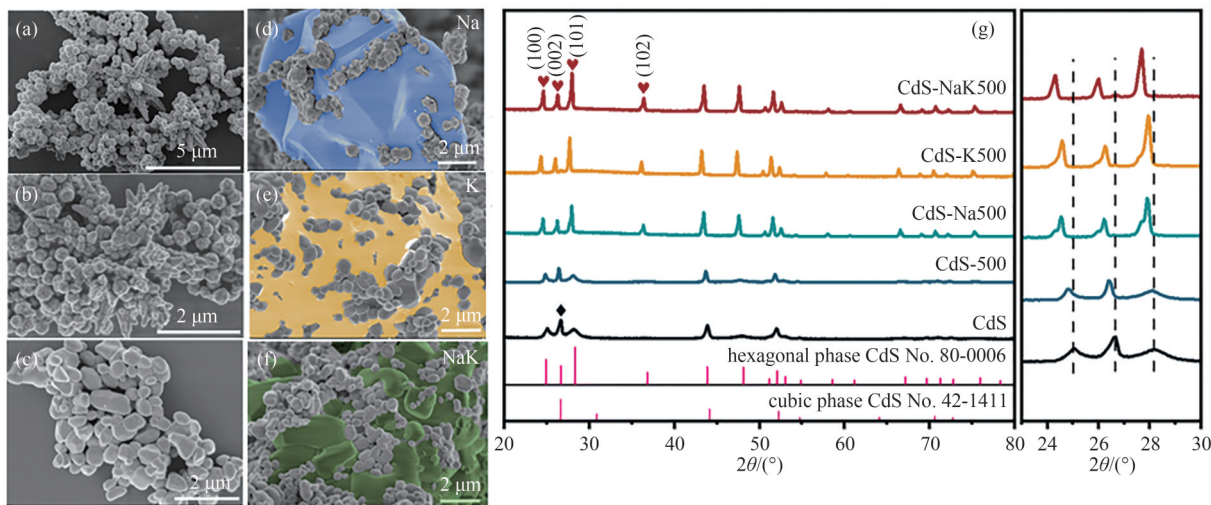 (a)
5 μm
(b)
2 μm
(c)
2 μm
(d)
Na
2 μm
(e)
K
2 μm
(f)
NaK
2 μm
(g)
(100)
(002)
(101)
(102)
CdS-NaK500
CdS-K500
CdS-Na500
CdS-500
CdS
hexagonal phase CdS No. 80-0006
cubic phase CdS No. 42-1411
20 30 40 50 60 70 80
2θ/(°)
24 26 28 30
2θ/(°)